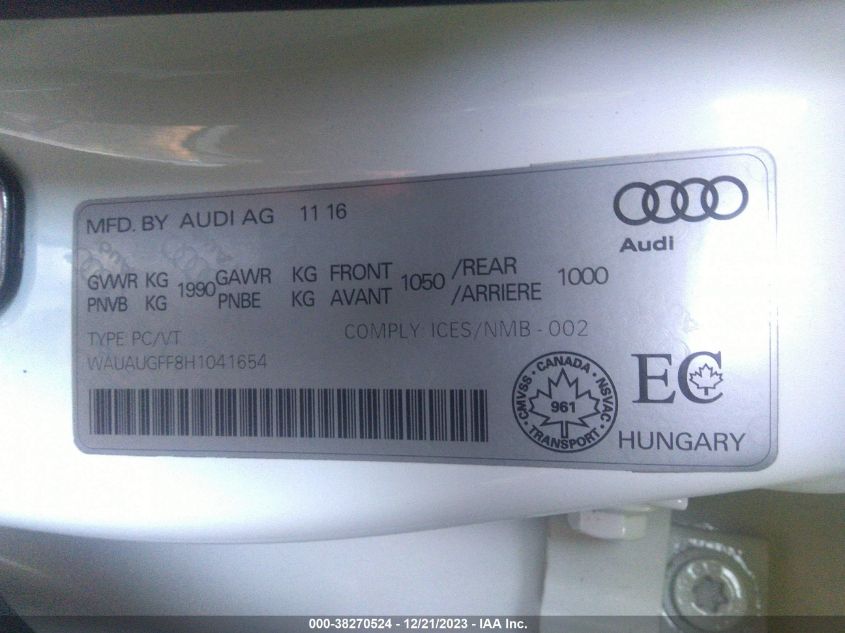 MFD. BY AUDI AG 11 16
Audi
GVWR KG 1990 GAWR KG FRONT 1050 /REAR 1000
PNVB KG PNBE KG AVANT /ARRIERE
TYPE PC/VT COMPLY ICES/NMB - 002
WAUAUGFF8H1041654
CMVSS · CANADA · NSVAC
961
TRANSPORT
EC
HUNGARY
000-38270524 - 12/21/2023 - IAA Inc.